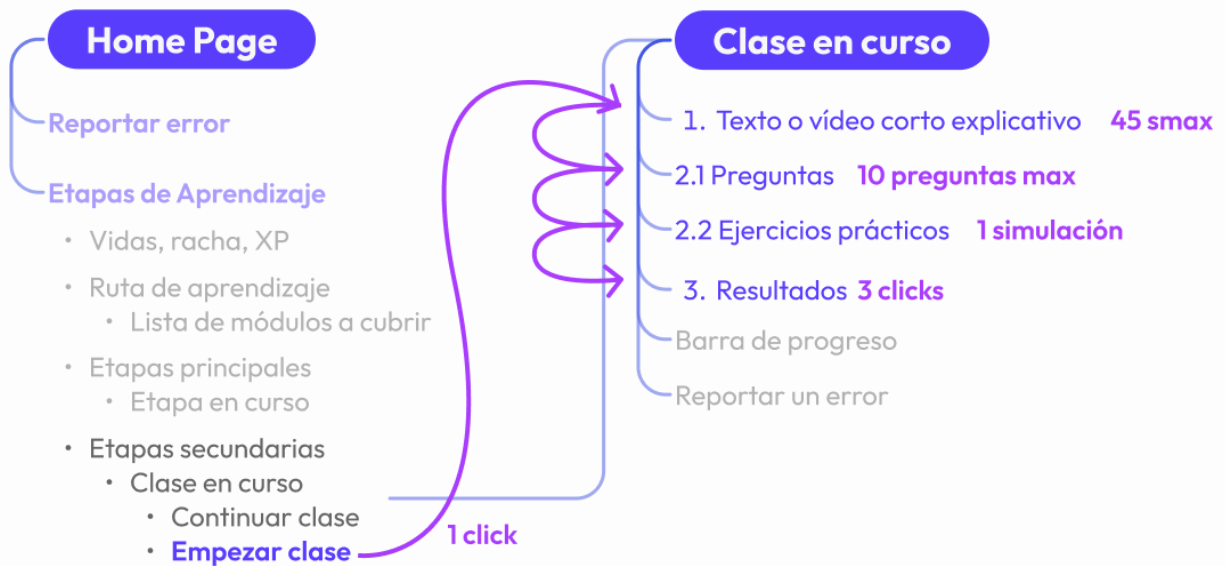 Home Page
Reportar error
Etapas de Aprendizaje
• Vidas, racha, XP
• Ruta de aprendizaje
• Lista de módulos a cubrir
• Etapas principales
• Etapa en curso
• Etapas secundarias
• Clase en curso
• Continuar clase
• Empezar clase
1 click
Clase en curso
1. Texto o vídeo corto explicativo 45 smax
2.1 Preguntas 10 preguntas max
2.2 Ejercicios prácticos 1 simulación
3. Resultados 3 clicks
Barra de progreso
Reportar un error